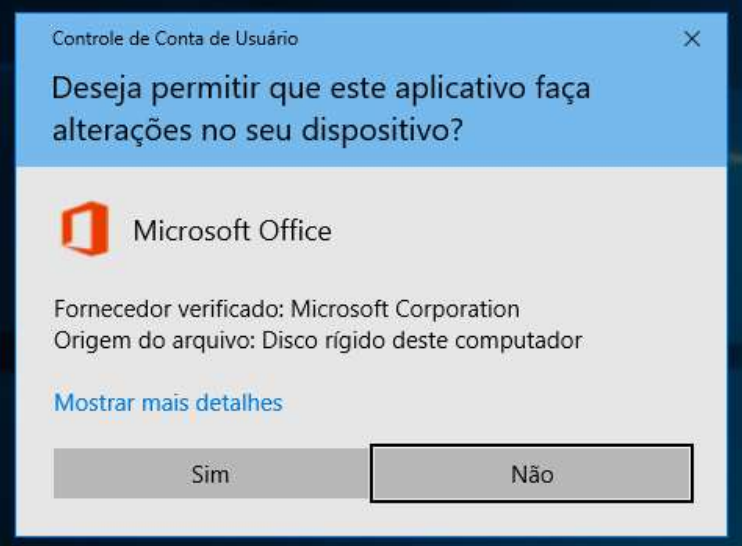 Controle de Conta de Usuário
Deseja permitir que este aplicativo faça
alterações no seu dispositivo?
Microsoft Office
Fornecedor verificado: Microsoft Corporation
Origem do arquivo: Disco rígido deste computador
Mostrar mais detalhes
Sim
Não